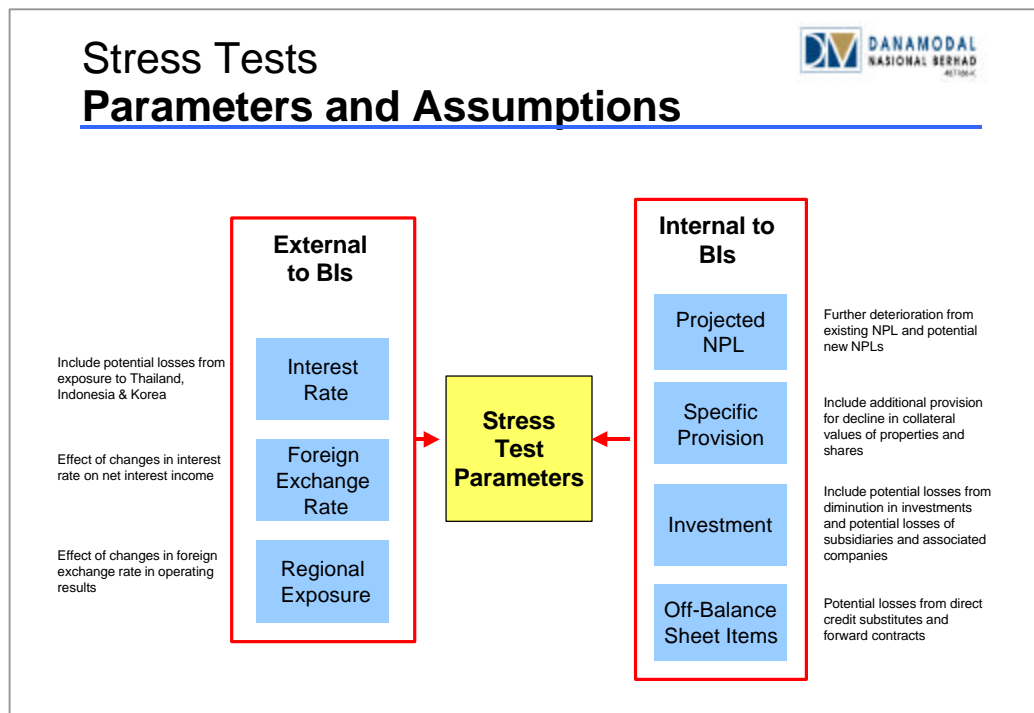 Stress Tests
Parameters and Assumptions
DANAMODAL
NASIONAL BERHAD
External
to BIs
Include potential losses from
exposure to Thailand,
Indonesia & Korea
Interest
Rate
Effect of changes in interest
rate on net interest income
Foreign
Exchange
Rate
Effect of changes in foreign
exchange rate in operating
results
Regional
Exposure
Stress
Test
Parameters
Internal to
BIs
Projected
NPL
Further deterioration from
existing NPL and potential
new NPLs
Specific
Provision
Include additional provision
for decline in collateral
values of properties and
shares
Investment
Include potential losses from
diminution in investments
and potential losses of
subsidiaries and associated
companies
Off-Balance
Sheet Items
Potential losses from direct
credit substitutes and
forward contracts